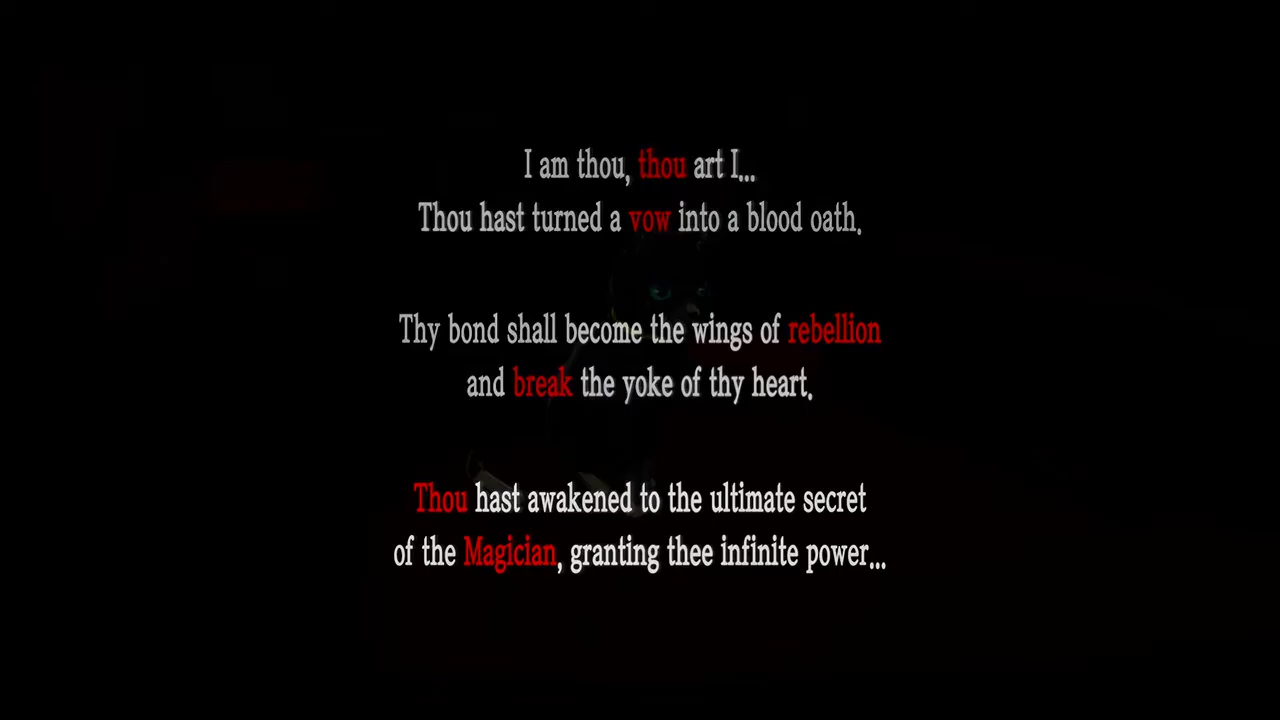 I am thou, thou art I...
Thou hast turned a vow into a blood oath.
Thy bond shall become the wings of rebellion
and break the yoke of thy heart.
Thou hast awakened to the ultimate secret
of the Magician, granting thee infinite power...